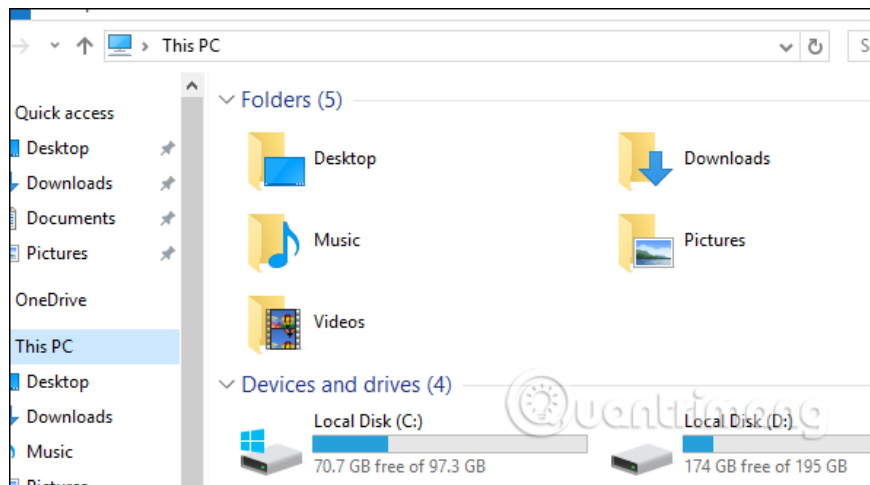 This PC
S
Quick access
Desktop
Downloads
Documents
Pictures
OneDrive
This PC
Desktop
Downloads
Music
Folders (5)
Desktop
Downloads
Music
Pictures
Videos
Devices and drives (4)
Local Disk (C:)
70.7 GB free of 97.3 GB
Local Disk (D:)
174 GB free of 195 GB
Quantrimang